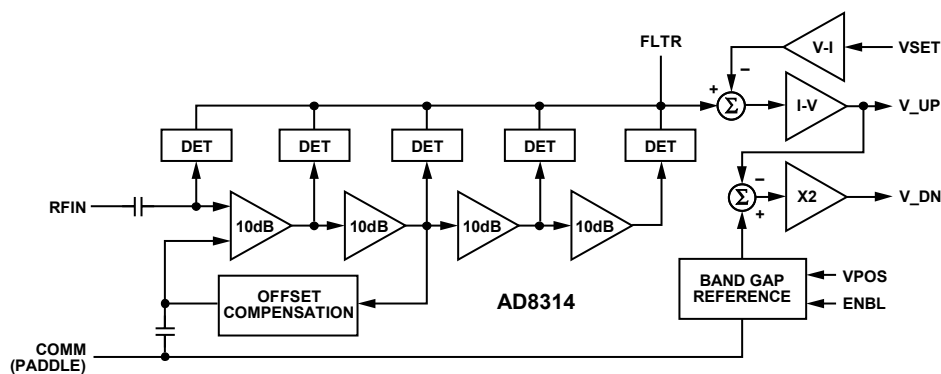 FLTR
V-I
VSET
−
+
Σ
I-V
V_UP
DET
DET
DET
DET
DET
−
Σ
+
X2
V_DN
RFIN
10dB
10dB
10dB
10dB
OFFSET
COMPENSATION
AD8314
BAND GAP
REFERENCE
VPOS
ENBL
COMM
(PADDLE)